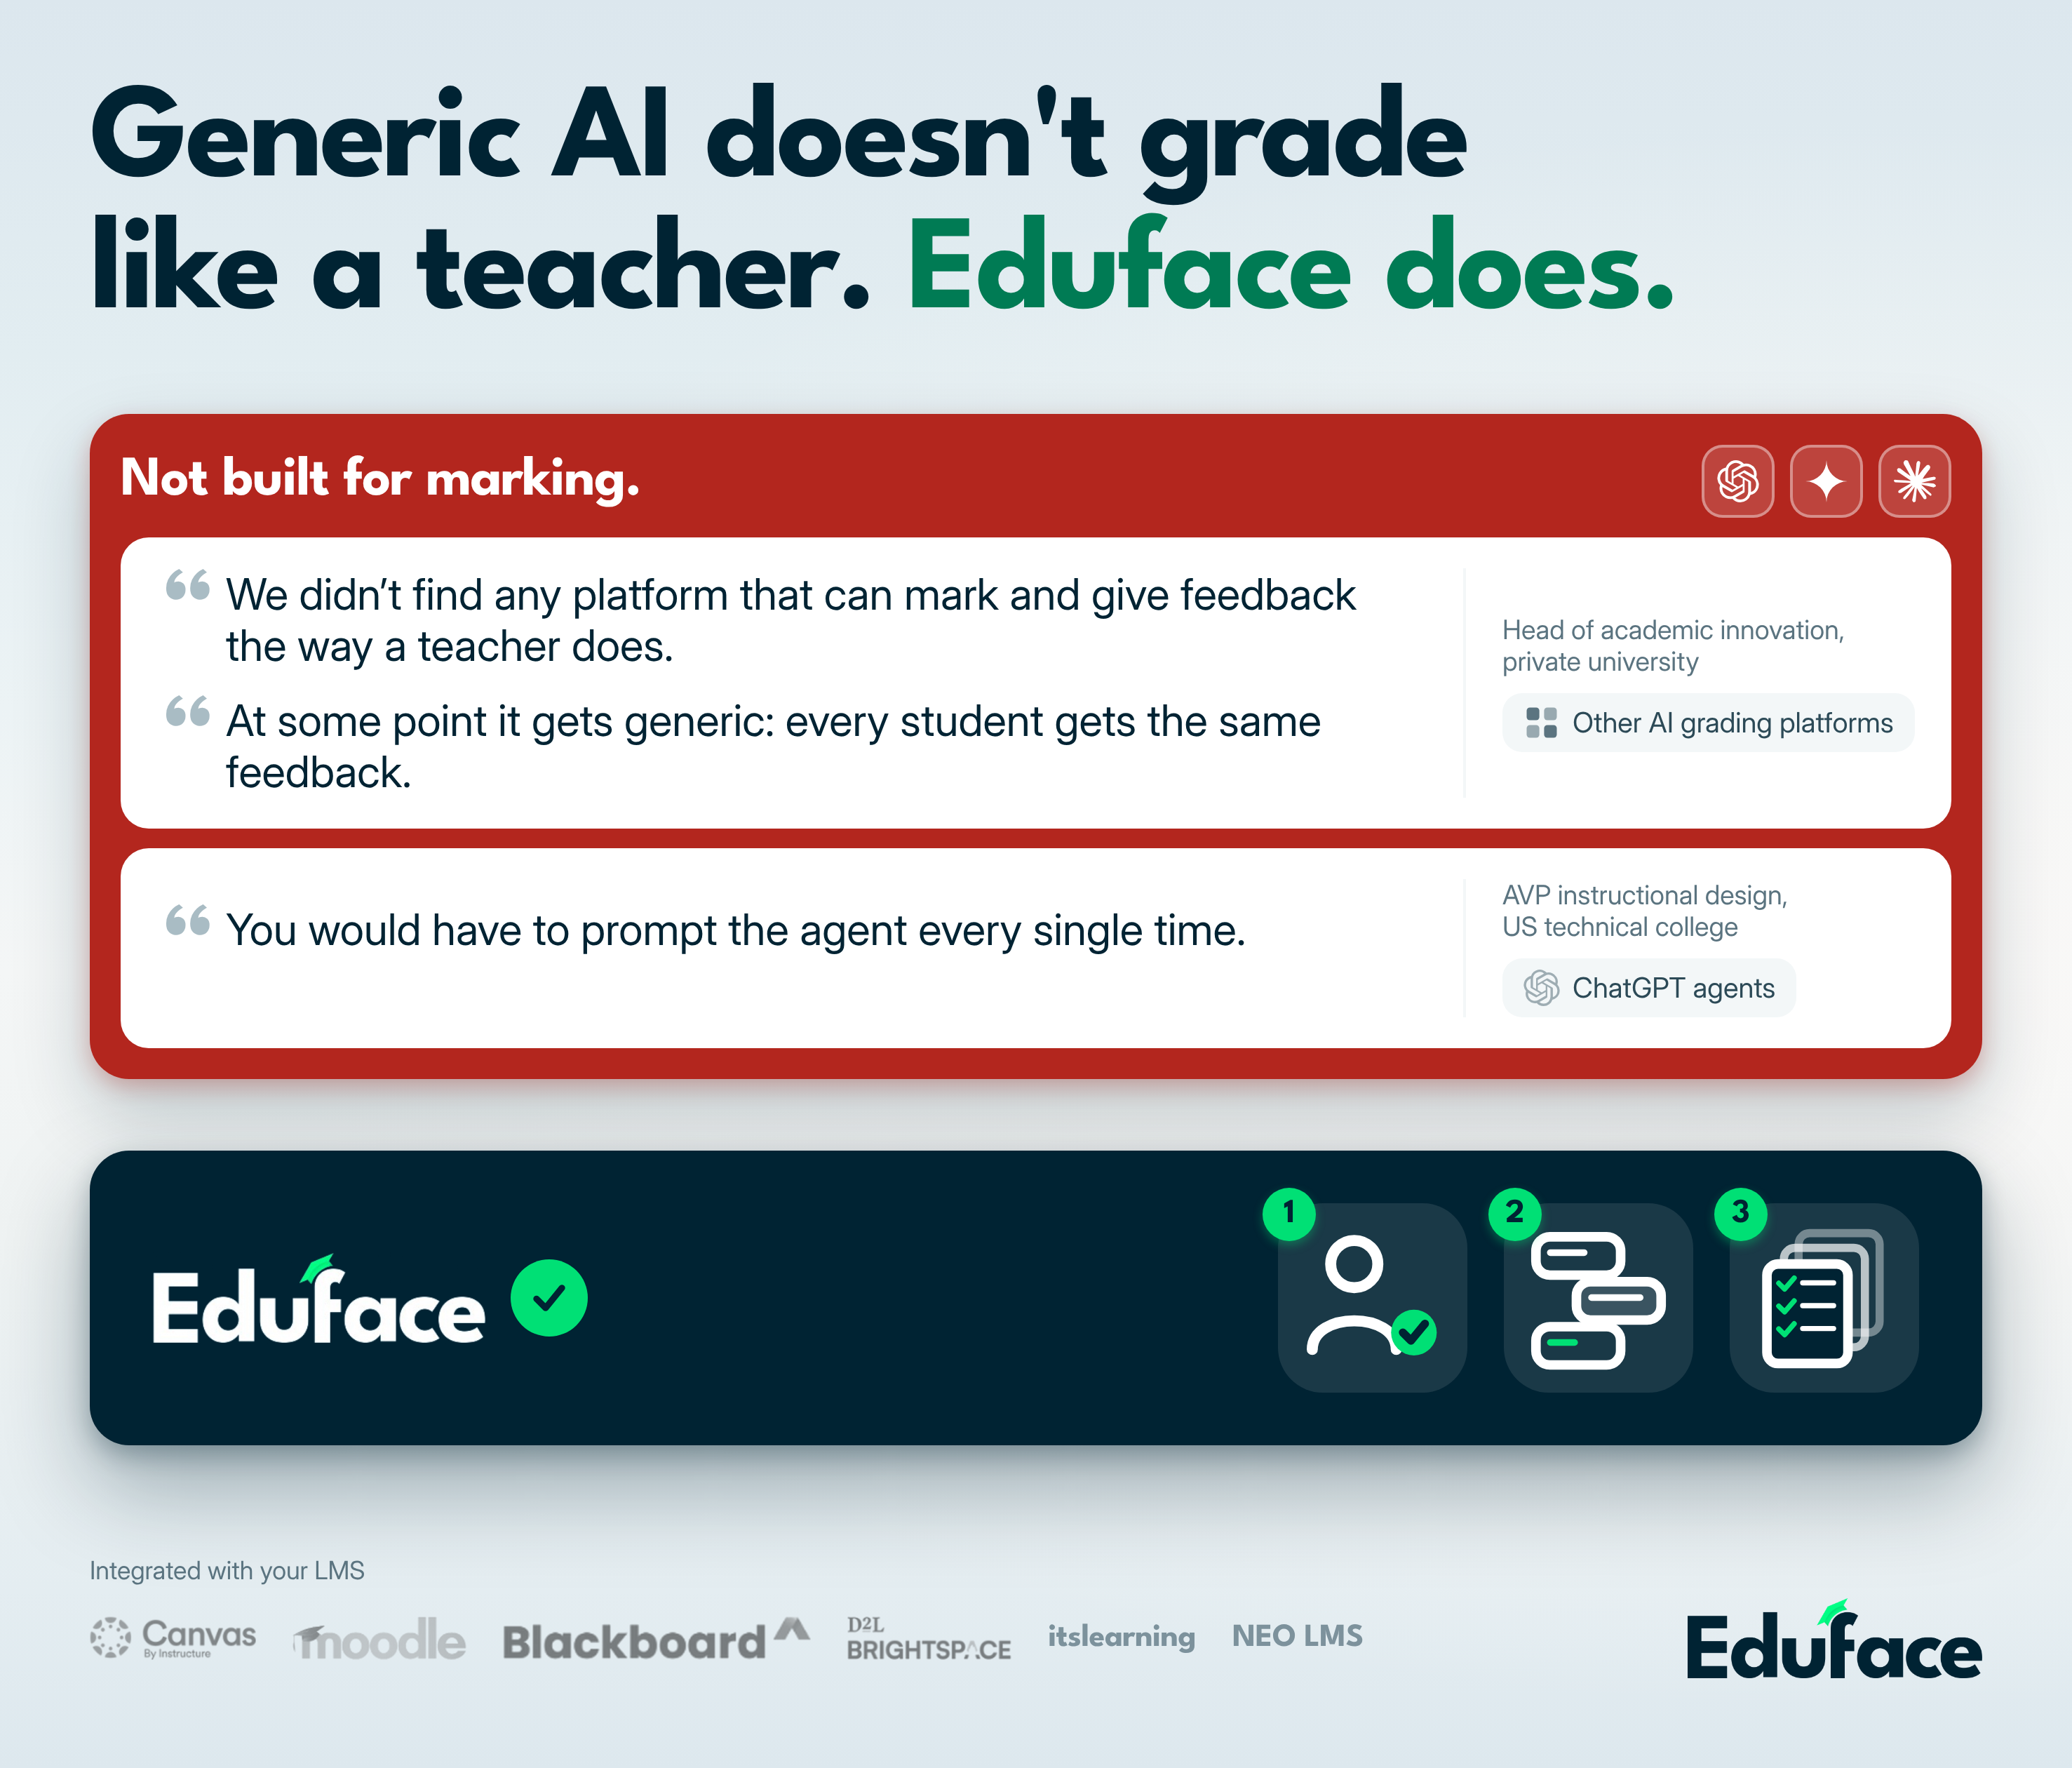 Generic AI doesn't grade
like a teacher. Eduface does.
Not built for marking.
“ We didn’t find any platform that can mark and give feedback
the way a teacher does.
“ At some point it gets generic: every student gets the same
feedback.
Head of academic innovation,
private university
Other AI grading platforms
“ You would have to prompt the agent every single time.
AVP instructional design,
US technical college
ChatGPT agents
Eduface
1
2
3
Integrated with your LMS
Canvas
By Instructure
moodle
Blackboard
D2L
BRIGHTSPACE
itslearning
NEO LMS
Eduface